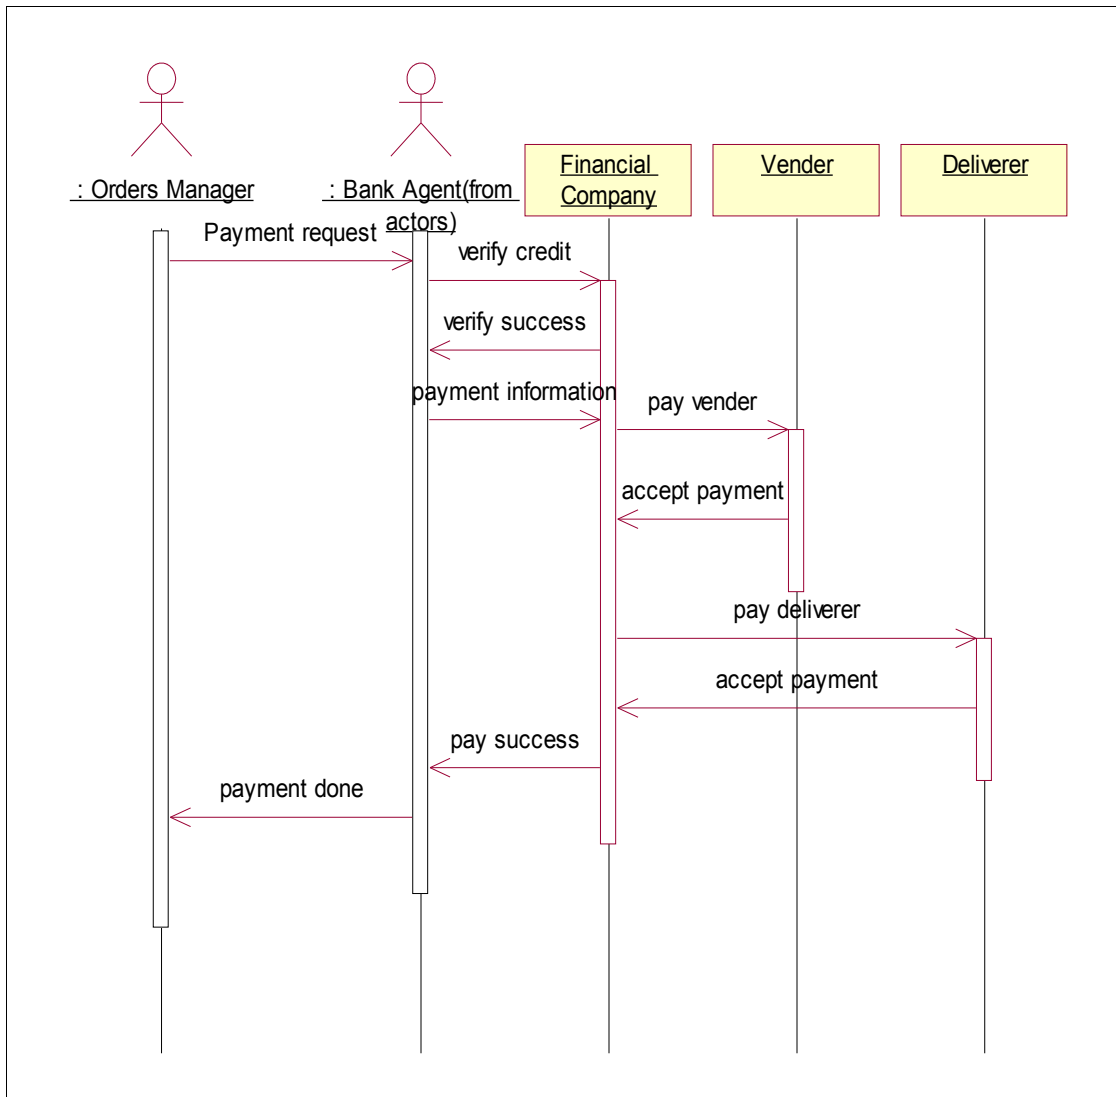 Financial
Company
Vender
Deliverer
: Orders Manager
: Bank Agent(from
actors)
Payment request
verify credit
verify success
payment information
pay vender
accept payment
pay deliverer
accept payment
pay success
payment done